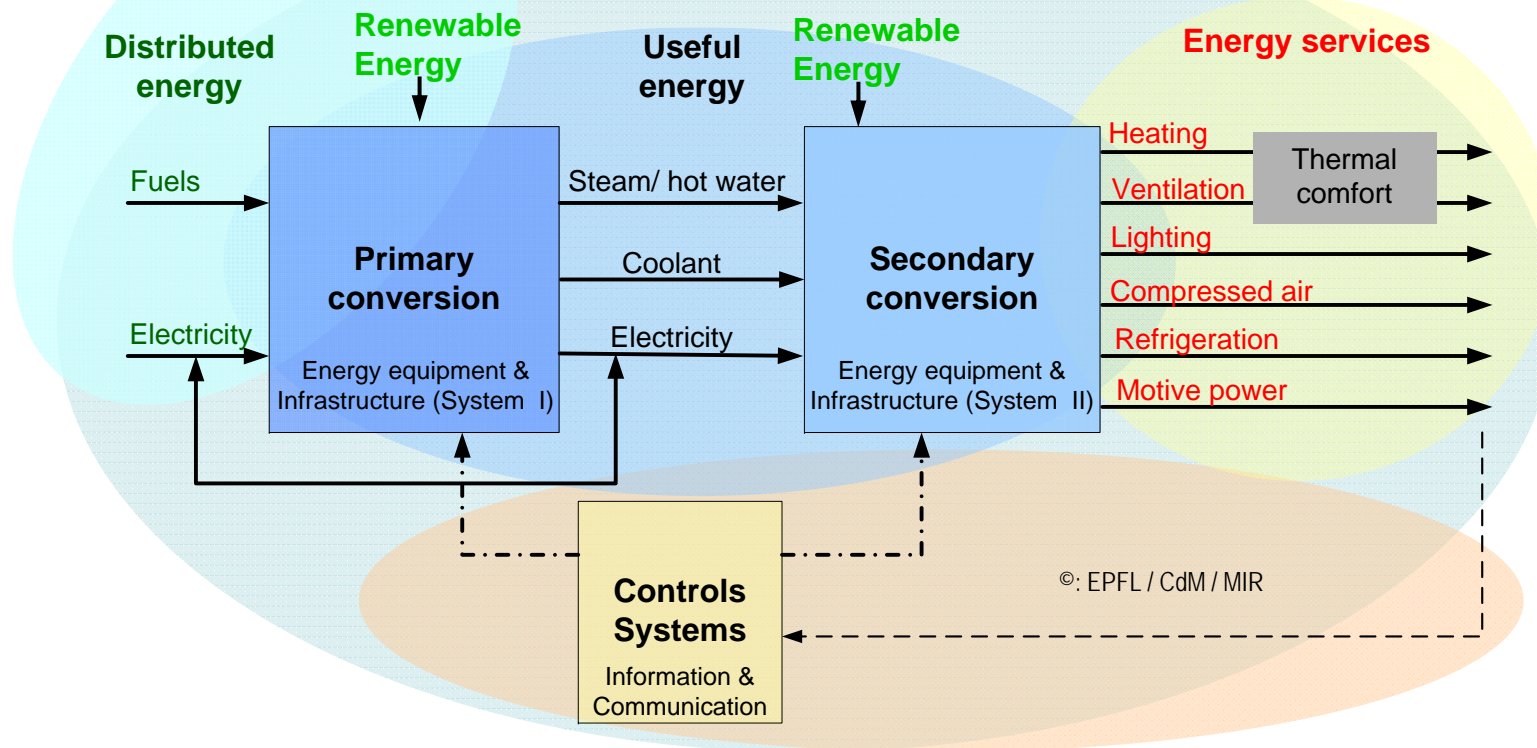 Distributed
energy
Renewable
Energy
Useful
energy
Renewable
Energy
Energy services
Fuels
Electricity
Primary
conversion
Energy equipment &
Infrastructure (System I)
Steam/ hot water
Coolant
Electricity
Secondary
conversion
Energy equipment &
Infrastructure (System II)
Heating
Ventilation
Thermal
comfort
Lighting
Compressed air
Refrigeration
Motive power
Controls
Systems
Information &
Communication
©: EPFL / CdM / MIR